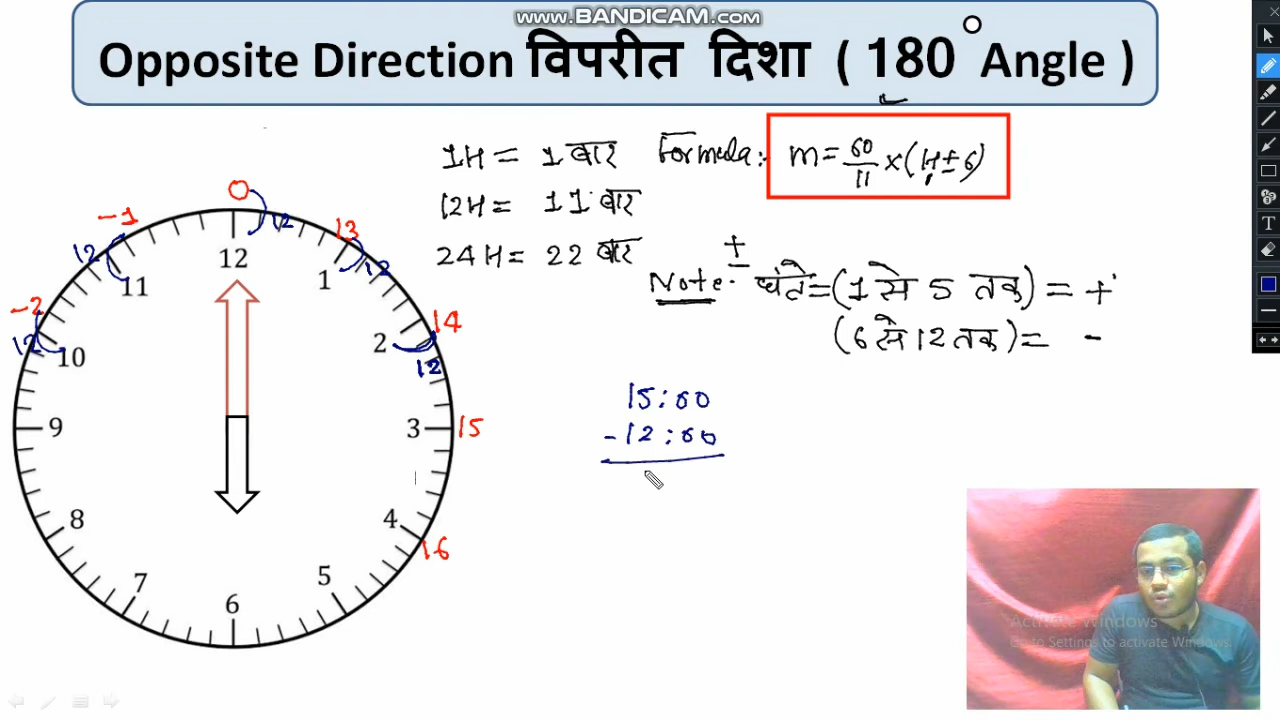 www.BANDICAM.com
Opposite Direction विपरीत दिशा ( 180° Angle )
1H = 1 बार
12H = 11 बार
24H = 22 बार
Formula:
m = 60/11 × (H ± 6)
±
Note. घंटे = (1 से 5 तक) = +
(6 से 12 तक) = -
0
12
13
12
14
12
15
16
-1
12
-2
12
12
1
2
3
4
5
6
7
8
9
10
11
15:00
-12:00
Activate Windows
Go to Settings to activate Windows.
T